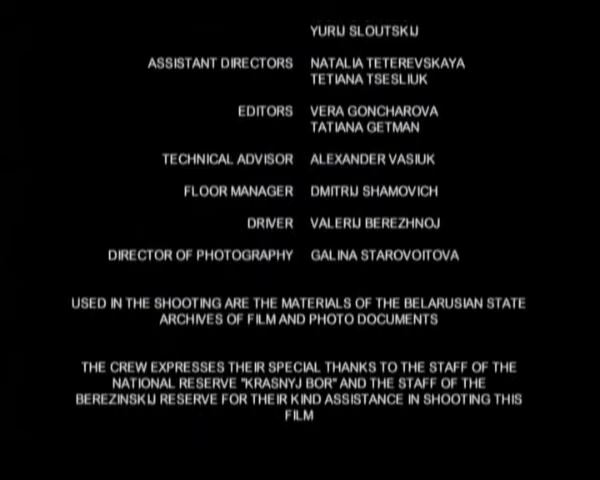 YURIJ SLOUTSKIJ
ASSISTANT DIRECTORS NATALIA TETEREVSKAYA
TETIANA TSESLIUK
EDITORS VERA GONCHAROVA
TATIANA GETMAN
TECHNICAL ADVISOR ALEXANDER VASIUK
FLOOR MANAGER DMITRIJ SHAMOVICH
DRIVER VALERIJ BEREZHNOJ
DIRECTOR OF PHOTOGRAPHY GALINA STAROVOITOVA
USED IN THE SHOOTING ARE THE MATERIALS OF THE BELARUSIAN STATE
ARCHIVES OF FILM AND PHOTO DOCUMENTS
THE CREW EXPRESSES THEIR SPECIAL THANKS TO THE STAFF OF THE
NATIONAL RESERVE "KRASNYJ BOR" AND THE STAFF OF THE
BEREZINSKIJ RESERVE FOR THEIR KIND ASSISTANCE IN SHOOTING THIS
FILM